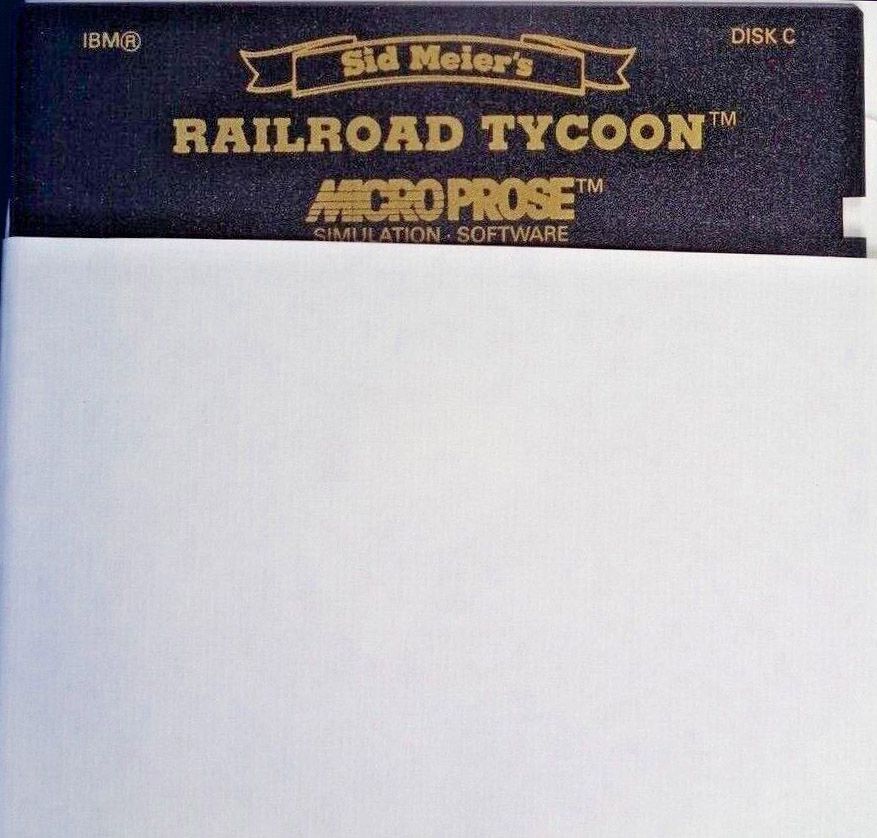 IBM® DISK C
Sid Meier's
RAILROAD TYCOON™
MICROPROSE™
SIMULATION · SOFTWARE